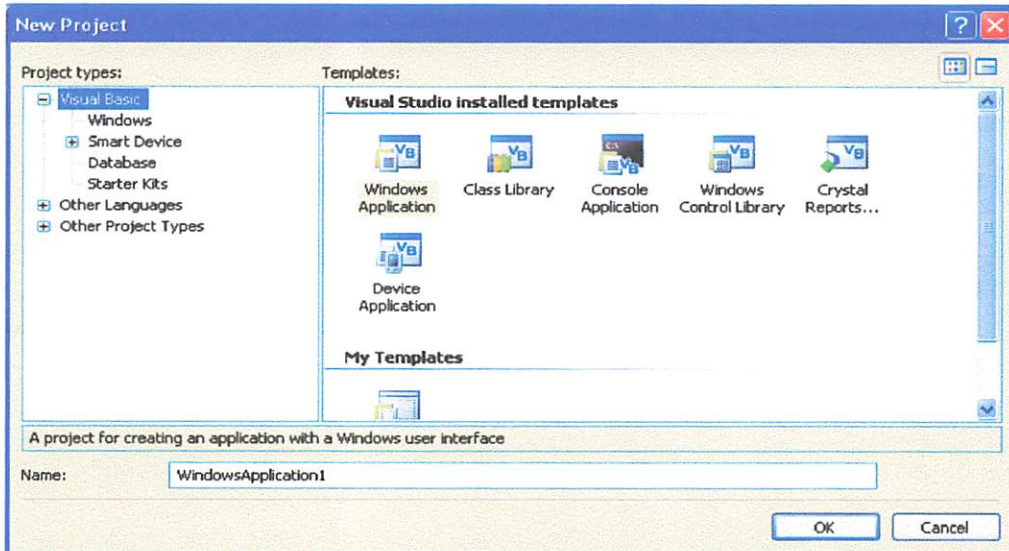 New Project
Project types:
Templates:
Visual Basic
Windows
Smart Device
Database
Starter Kits
Other Languages
Other Project Types
Visual Studio installed templates
Windows
Application
Class Library
Console
Application
Windows
Control Library
Crystal
Reports...
Device
Application
My Templates
A project for creating an application with a Windows user interface
Name:
WindowsApplication1
OK
Cancel